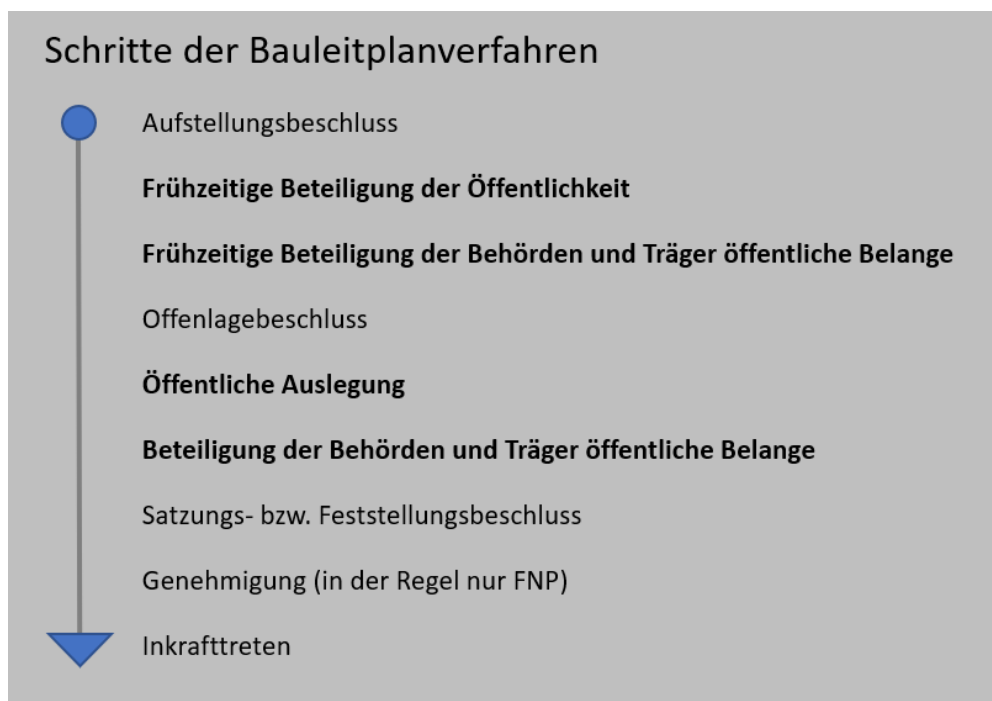 Schritte der Bauleitplanverfahren
Aufstellungsbeschluss
Frühzeitige Beteiligung der Öffentlichkeit
Frühzeitige Beteiligung der Behörden und Träger öffentliche Belange
Offenlagebeschluss
Öffentliche Auslegung
Beteiligung der Behörden und Träger öffentliche Belange
Satzungs- bzw. Feststellungsbeschluss
Genehmigung (in der Regel nur FNP)
Inkrafttreten